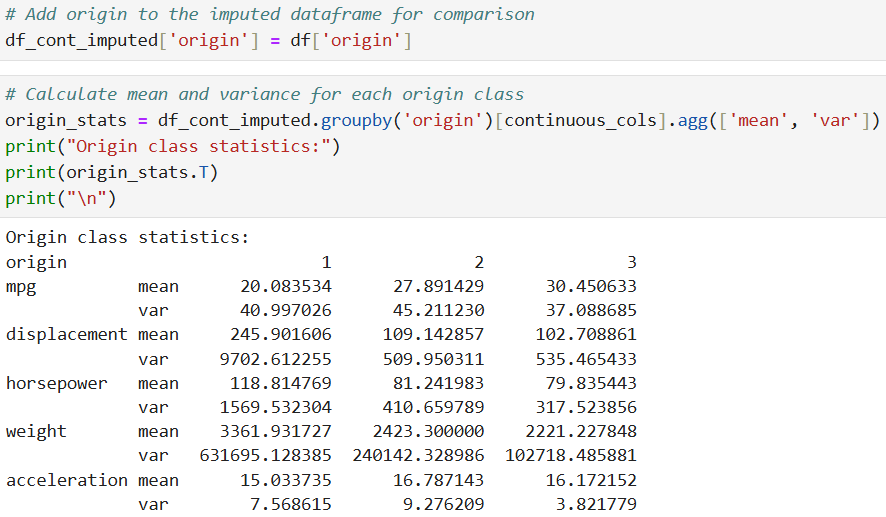 # Add origin to the imputed dataframe for comparison
df_cont_imputed['origin'] = df['origin']
# Calculate mean and variance for each origin class
origin_stats = df_cont_imputed.groupby('origin')[continuous_cols].agg(['mean', 'var'])
print("Origin class statistics:")
print(origin_stats.T)
print("\n")
Origin class statistics:
origin                       1              2              3
mpg          mean      20.083534      27.891429      30.450633
             var       40.997026      45.211230      37.088685
displacement mean     245.901606     109.142857     102.708861
             var     9702.612255     509.950311     535.465433
horsepower   mean     118.814769      81.241983      79.835443
             var     1569.532304     410.659789     317.523856
weight       mean    3361.931727    2423.300000    2221.227848
             var   631695.128385  240142.328986  102718.485881
acceleration mean      15.033735      16.787143      16.172152
             var        7.568615       9.276209       3.821779